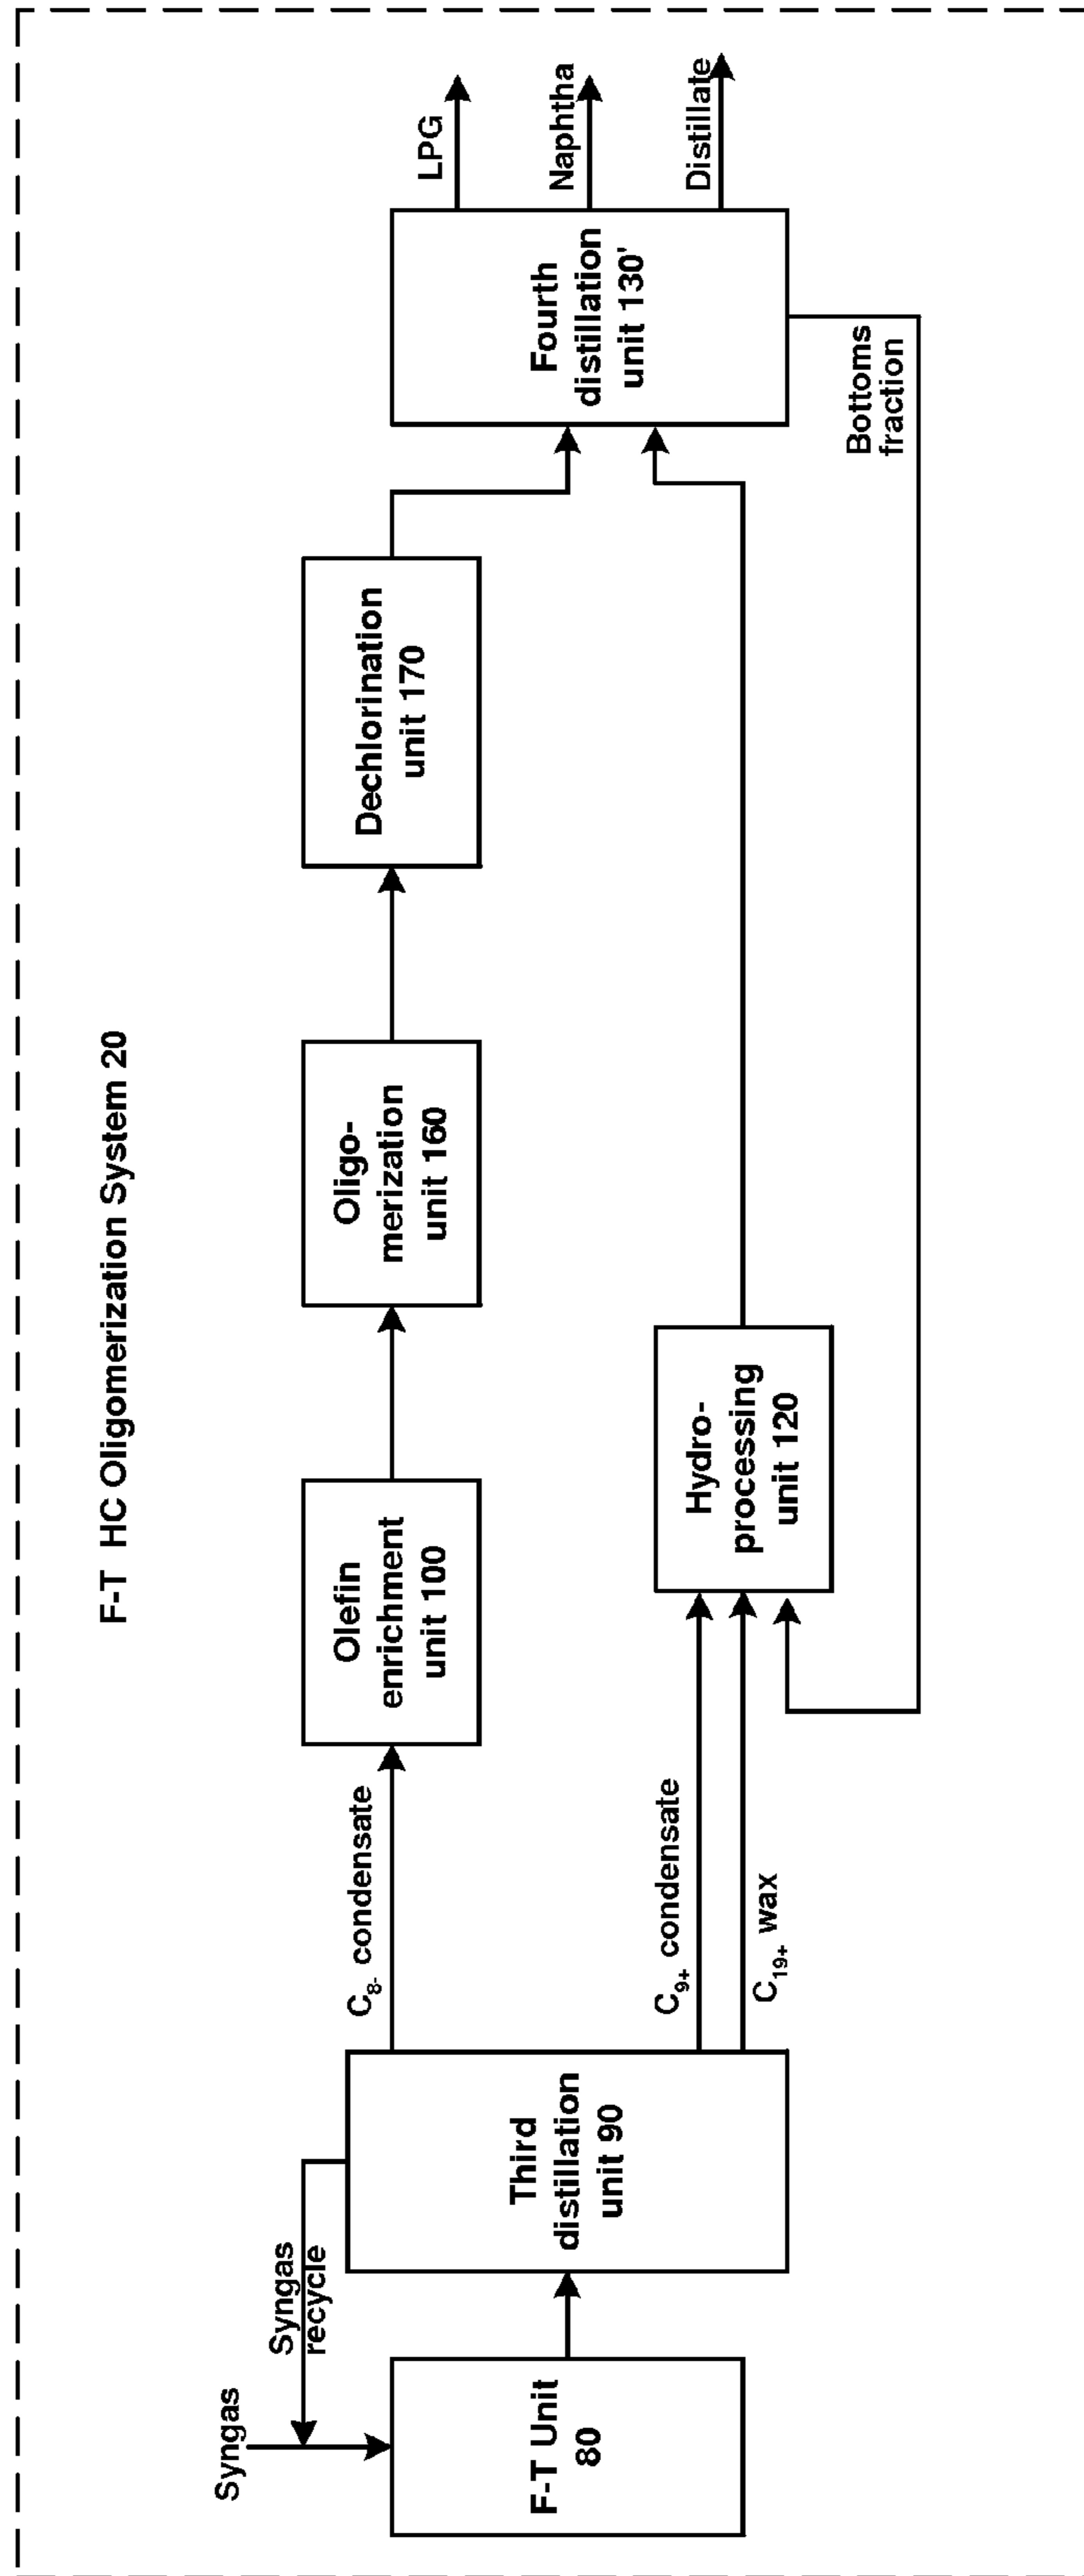 F-T HC Oligomerization System 20
Syngas
Syngas
recycle
F-T Unit
80
Third
distillation
unit 90
C8- condensate
C9+ condensate
C19+ wax
Olefin
enrichment
unit 100
Oligo-
merization
unit 160
Dechlorination
unit 170
Hydro-
processing
unit 120
Fourth
distillation
unit 130'
LPG
Naphtha
Distillate
Bottoms
fraction